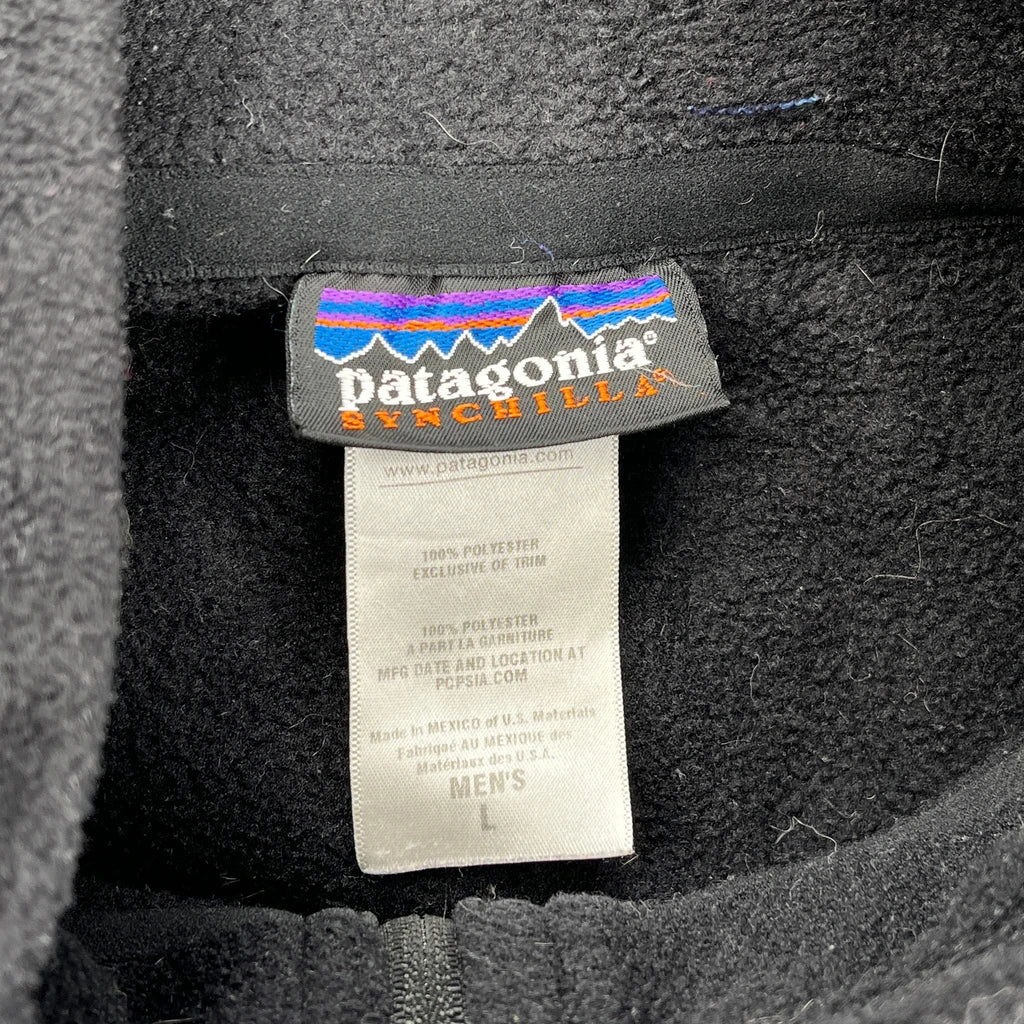 patagonia®
SYNCHILLA®
www.patagonia.com
100% POLYESTER
EXCLUSIVE OF TRIM
100% POLYESTER
A PART LA GARNITURE
MFG DATE AND LOCATION AT
PCPSIA.COM
Made in MEXICO of U.S. Materials
Fabriqué AU MEXIQUE des
Matériaux des U.S.A.
MEN'S
L